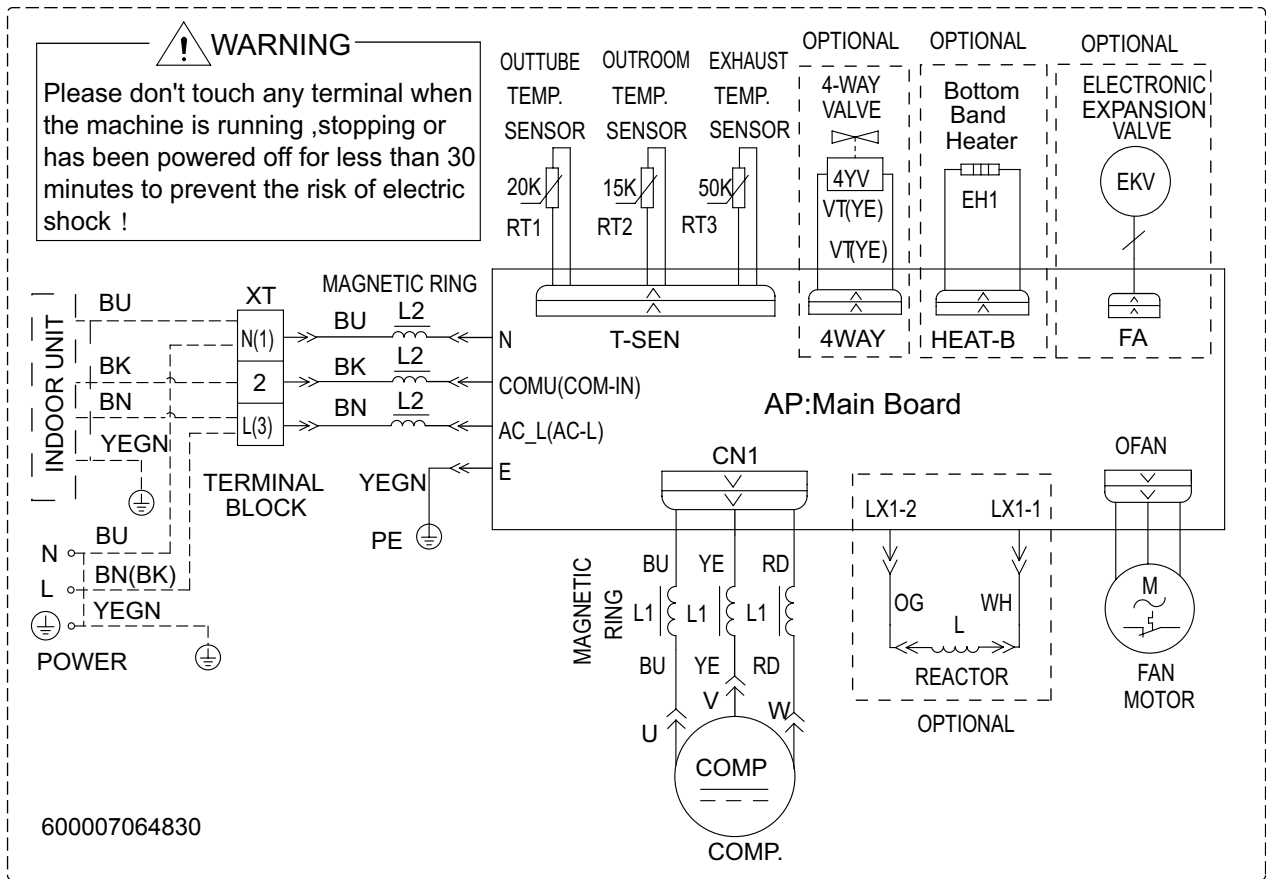 WARNING
Please don't touch any terminal when
the machine is running ,stopping or
has been powered off for less than 30
minutes to prevent the risk of electric
shock !
OUTTUBE
TEMP.
SENSOR
20K
RT1
OUTROOM
TEMP.
SENSOR
15K
RT2
EXHAUST
TEMP.
SENSOR
50K
RT3
OPTIONAL
4-WAY
VALVE
4YV
VT(YE)
VT(YE)
OPTIONAL
Bottom
Band
Heater
EH1
OPTIONAL
ELECTRONIC
EXPANSION
VALVE
EKV
T-SEN
4WAY
HEAT-B
FA
INDOOR UNIT
BU
BK
BN
YEGN
XT
N(1)
2
L(3)
TERMINAL
BLOCK
MAGNETIC RING
BU
L2
BK
L2
BN
L2
YEGN
PE
N
COMU(COM-IN)
AC_L(AC-L)
E
AP:Main Board
N
BU
L
BN(BK)
YEGN
POWER
CN1
MAGNETIC
RING
BU
YE
RD
L1
L1
L1
BU
YE
RD
U
V
W
COMP
COMP.
LX1-2
LX1-1
OG
WH
L
REACTOR
OPTIONAL
OFAN
M
FAN
MOTOR
600007064830